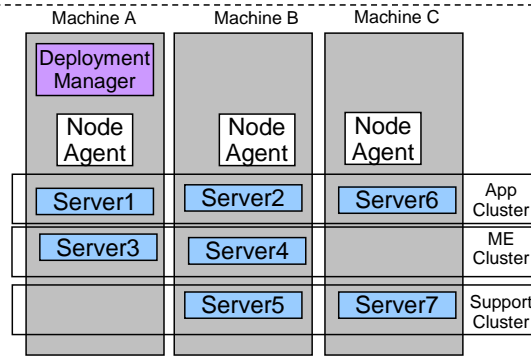 Machine A
Machine B
Machine C
Deployment
Manager
Node
Agent
Node
Agent
Node
Agent
Server1
Server2
Server6
App
Cluster
Server3
Server4
ME
Cluster
Server5
Server7
Support
Cluster